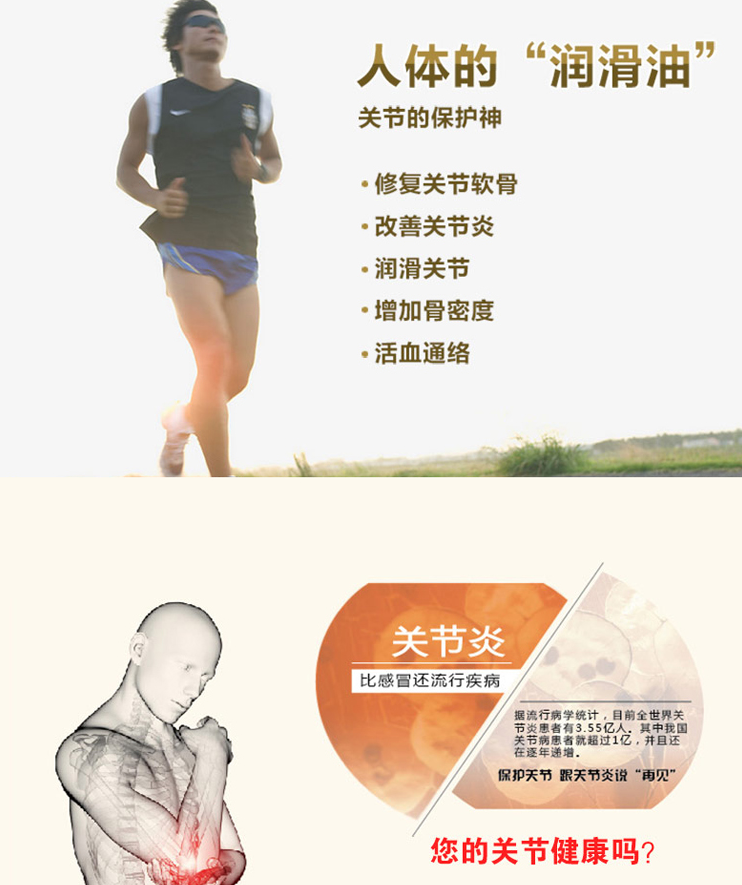 人体的“润滑油”
关节的保护神
•修复关节软骨
•改善关节炎
•润滑关节
•增加骨密度
•活血通络
关节炎
比感冒还流行疾病
据流行病学统计，目前全世界关
节炎患者有3.55亿人。其中我国
关节病患者就超过1亿，并且还
在逐年递增。
保护关节 跟关节炎说“再见”
您的关节健康吗?